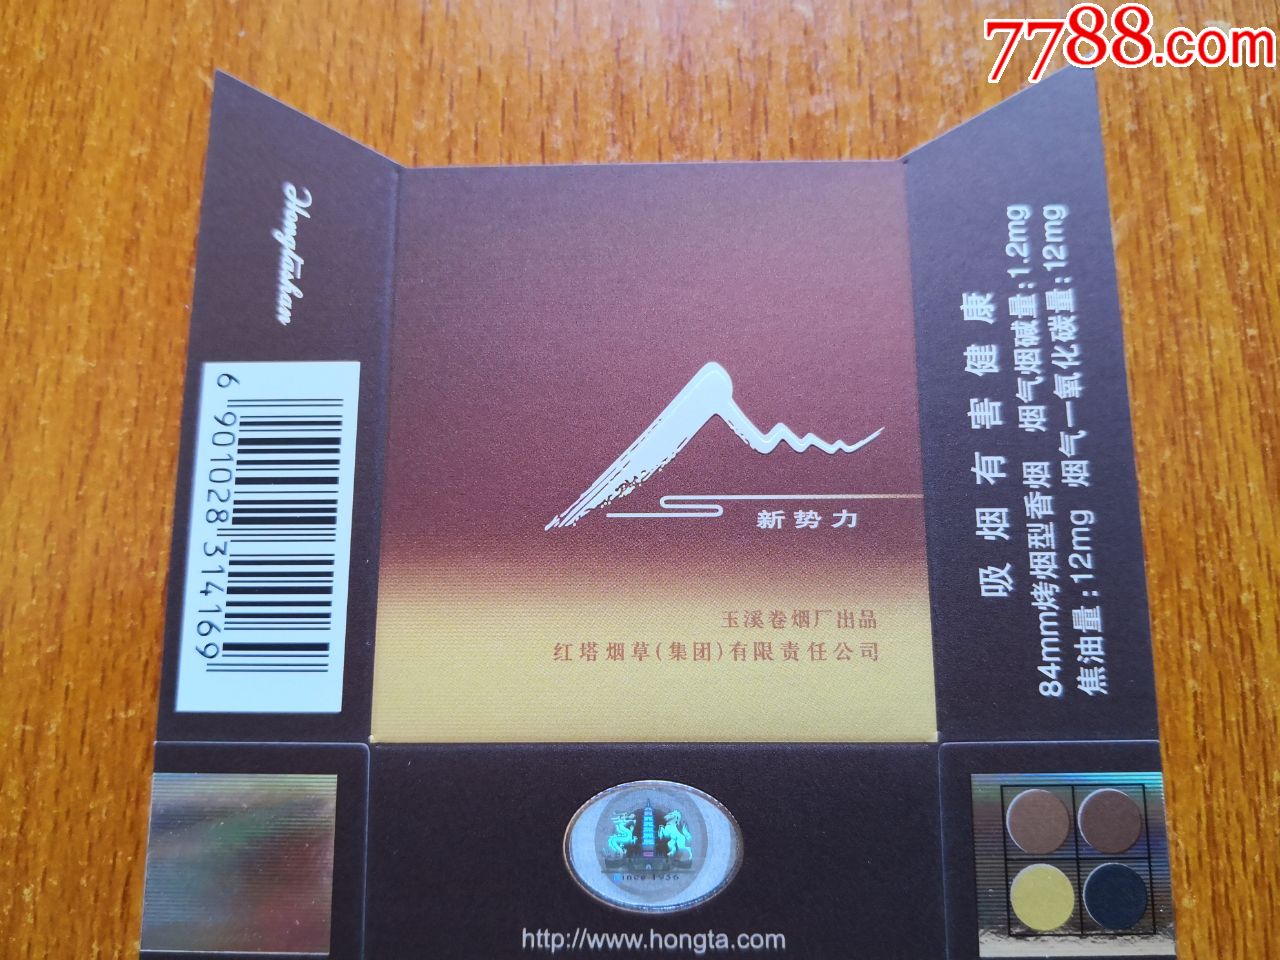 7788.com
Hongtashan
6 901028 314169
新势力
玉溪卷烟厂出品
红塔烟草(集团)有限责任公司
吸烟有害健康
84mm烤烟型香烟 烟气烟碱量:1.2mg
焦油量:12mg 烟气一氧化碳量:12mg
Since 1956
http://www.hongta.com